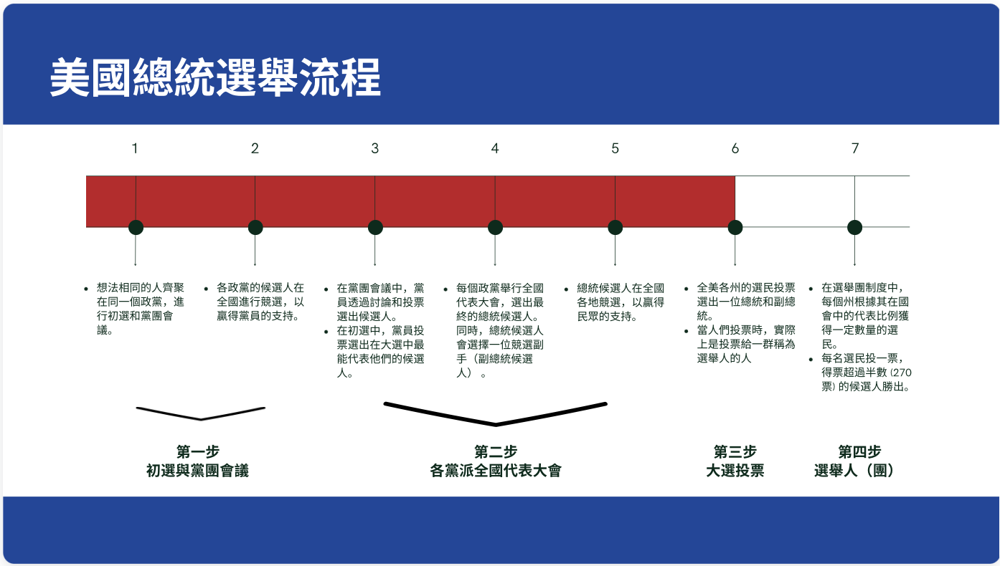 美國總統選舉流程
1
2
3
4
5
6
7
• 想法相同的人齊聚
在同一個政黨，進
行初選和黨團會
議。
• 各政黨的候選人在
全國進行競選，以
贏得黨員的支持。
• 在黨團會議中，黨
員透過討論和投票
選出候選人。
• 在初選中，黨員投
票選出在大選中最
能代表他們的候選
人。
• 每個政黨舉行全國
代表大會，選出最
終的總統候選人。
同時，總統候選人
會選擇一位競選副
手（副總統候選
人）。
• 總統候選人在全國
各地競選，以贏得
民眾的支持。
• 全美各州的選民投票
選出一位總統和副總
統。
• 當人們投票時，實際
上是投票給一群稱為
選舉人的人
• 在選舉團制度中，
每個州根據其在國
會中的代表比例獲
得一定數量的選
民。
• 每名選民投一票，
得票超過半數 (270
票) 的候選人勝出。
第一步
初選與黨團會議
第二步
各黨派全國代表大會
第三步
大選投票
第四步
選舉人（團）